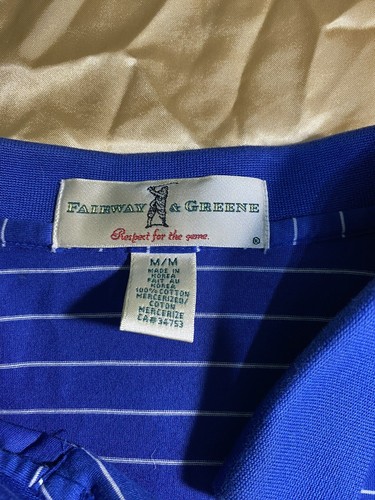 FAIRWAY & GREENE
Respect for the game.
®
M/M
MADE IN
KOREA
FAIT AU
KOREA
100% COTTON
MERCERIZED/
COTON
MERCERIZE
CA# 34753